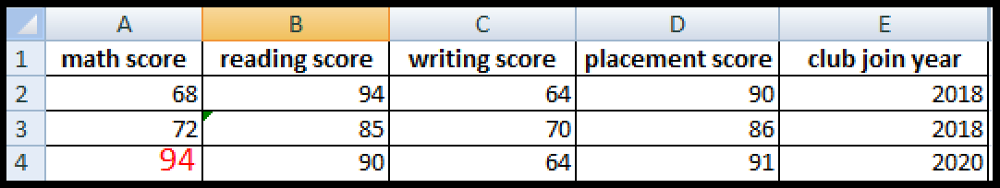 A B C D E
1 math score reading score writing score placement score club join year
2 68 94 64 90 2018
3 72 85 70 86 2018
4 94 90 64 91 2020